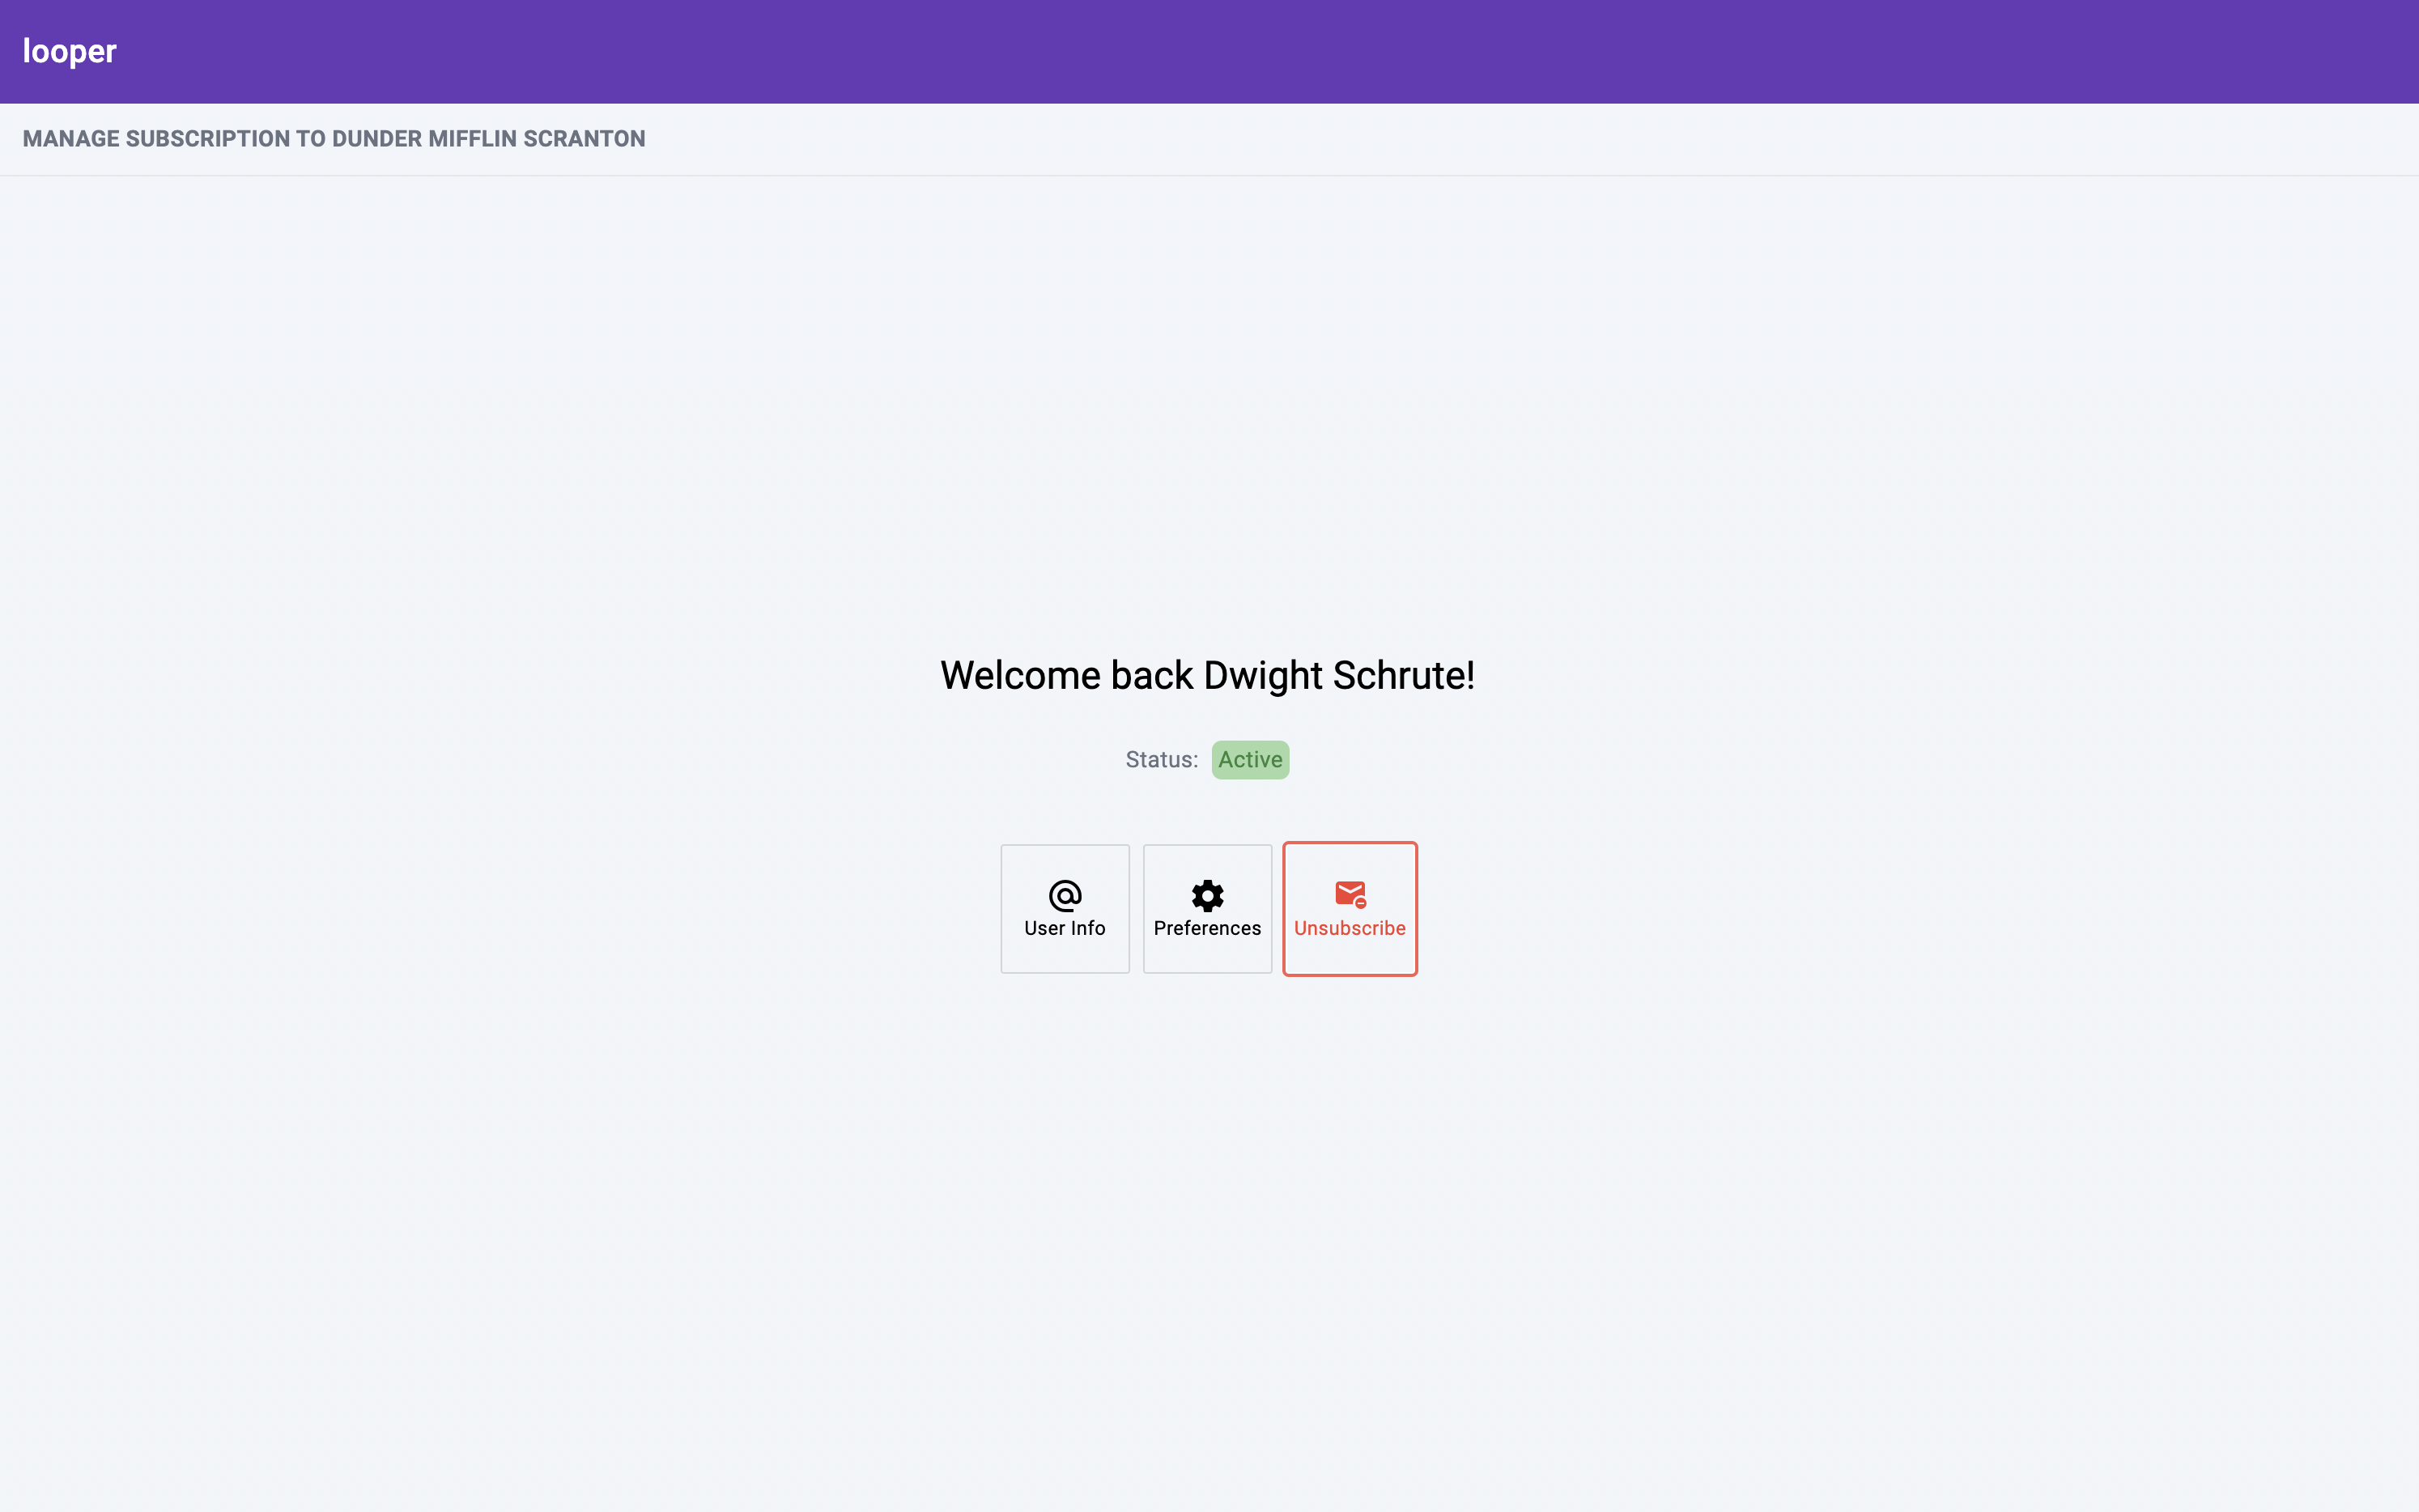 looper
MANAGE SUBSCRIPTION TO DUNDER MIFFLIN SCRANTON
Welcome back Dwight Schrute!
Status: Active
User Info Preferences Unsubscribe